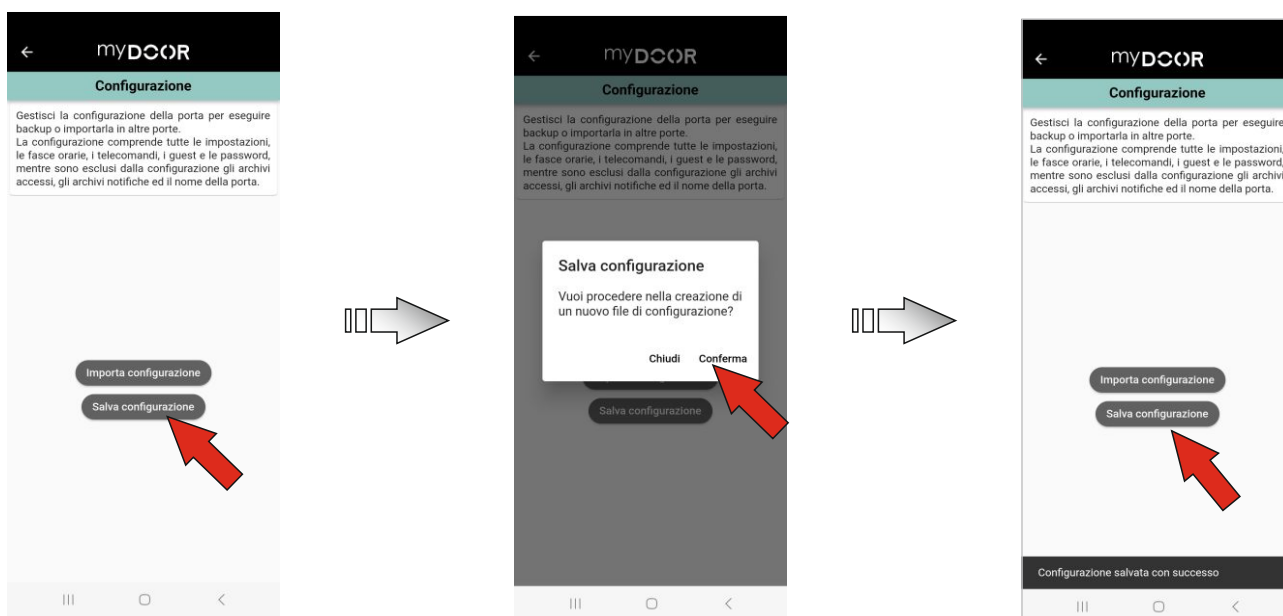 myDOOR
Configurazione
Gestisci la configurazione della porta per eseguire
backup o importarla in altre porte.
La configurazione comprende tutte le impostazioni,
le fasce orarie, i telecomandi, i guest e le password,
mentre sono esclusi dalla configurazione gli archivi
accessi, gli archivi notifiche ed il nome della porta.
Importa configurazione
Salva configurazione
myDOOR
Configurazione
Gestisci la configurazione della porta per eseguire
backup o importarla in altre porte.
La configurazione comprende tutte le impostazioni,
le fasce orarie, i telecomandi, i guest e le password,
mentre sono esclusi dalla configurazione gli archivi
accessi, gli archivi notifiche ed il nome della porta.
Salva configurazione
Vuoi procedere nella creazione di
un nuovo file di configurazione?
Chiudi Conferma
Salva configurazione
myDOOR
Configurazione
Gestisci la configurazione della porta per eseguire
backup o importarla in altre porte.
La configurazione comprende tutte le impostazioni,
le fasce orarie, i telecomandi, i guest e le password,
mentre sono esclusi dalla configurazione gli archivi
accessi, gli archivi notifiche ed il nome della porta.
Importa configurazione
Salva configurazione
Configurazione salvata con successo